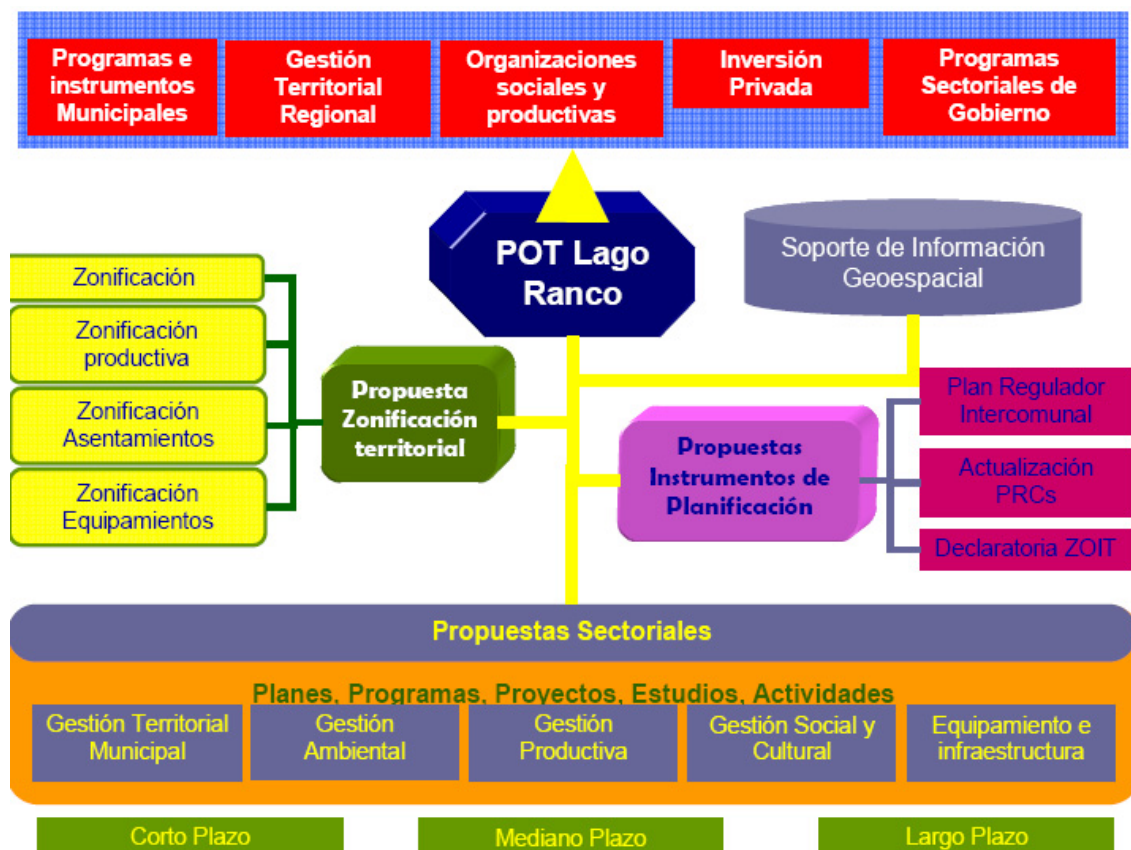 Programas e
instrumentos
Municipales
Gestión
Territorial
Regional
Organizaciones
sociales y
productivas
Inversión
Privada
Programas
Sectoriales de
Gobierno
POT Lago
Ranco
Soporte de Información
Geoespacial
Zonificación
Zonificación
productiva
Zonificación
Asentamientos
Zonificación
Equipamientos
Propuesta
Zonificación
territorial
Propuestas
Instrumentos de
Planificación
Plan Regulador
Intercomunal
Actualización
PRCs
Declaratoria ZOIT
Propuestas Sectoriales
Planes, Programas, Proyectos, Estudios, Actividades
Gestión Territorial
Municipal
Gestión
Ambiental
Gestión
Productiva
Gestión Social y
Cultural
Equipamiento e
infraestructura
Corto Plazo
Mediano Plazo
Largo Plazo